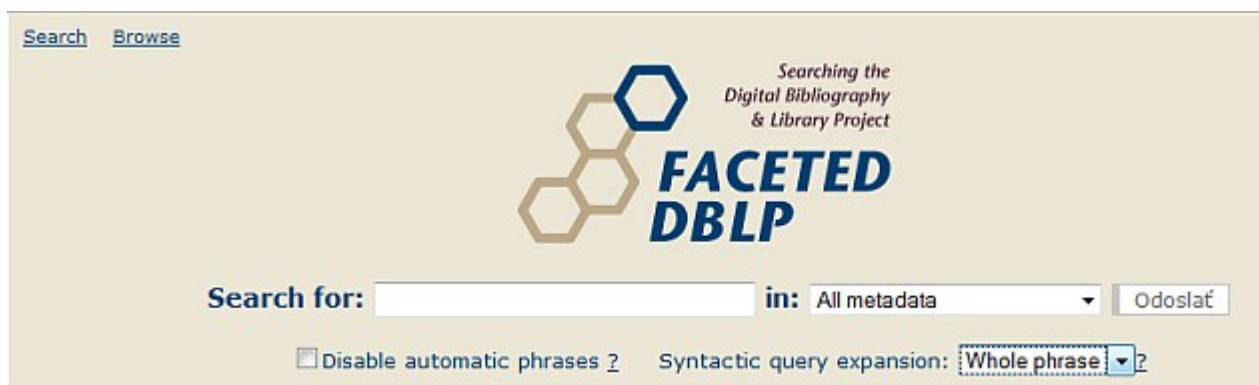 Search Browse
Searching the
Digital Bibliography
& Library Project
FACETED
DBLP
Search for: in: All metadata Odoslať
Disable automatic phrases ? Syntactic query expansion: Whole phrase ?